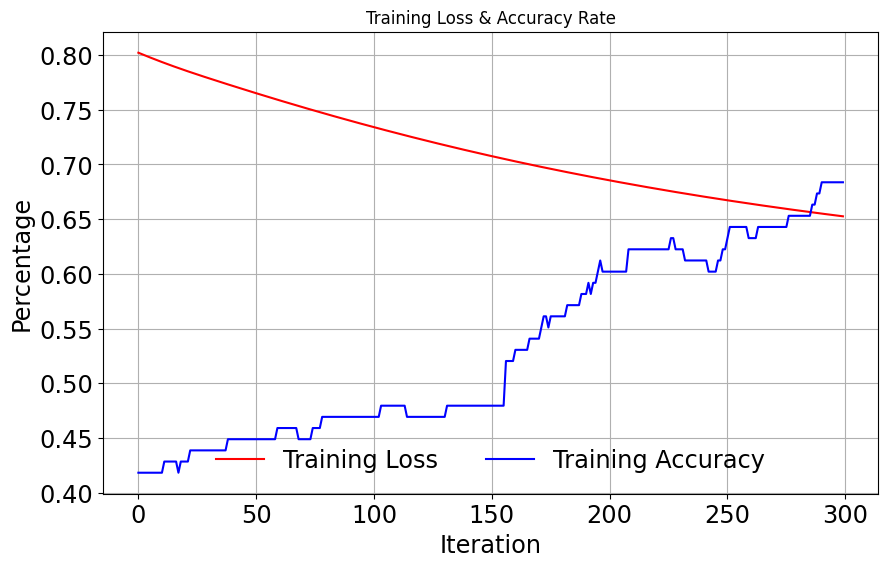 Training Loss & Accuracy Rate
0.80
0.75
0.70
0.65
0.60
0.55
0.50
0.45
0.40
Percentage
Training Loss
Training Accuracy
0 50 100 150 200 250 300
Iteration